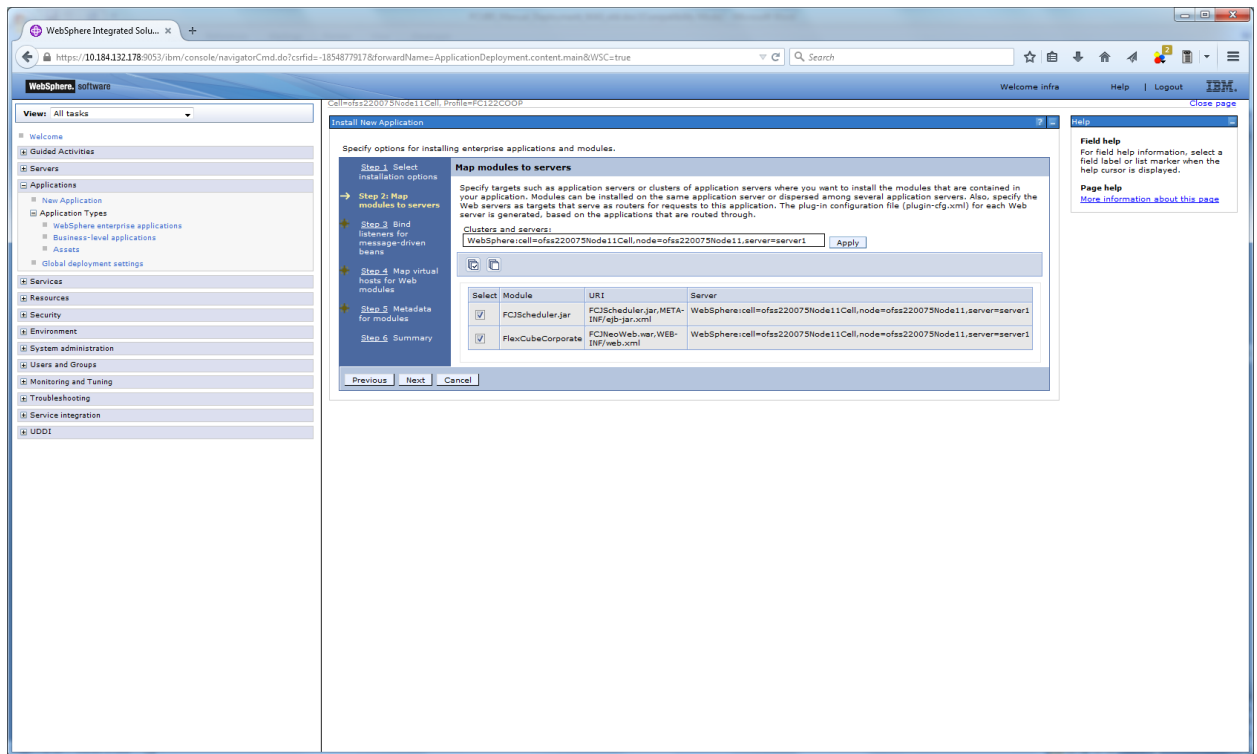 WebSphere Integrated Solu...
https://10.184.132.178:9053/ibm/console/navigatorCmd.do?csrfid=-1854877917&forwardName=ApplicationDeployment.content.main&WSC=true
Search
2
WebSphere. software
Welcome infra
Help | Logout
IBM.
View: All tasks
Welcome
Guided Activities
Servers
Applications
New Application
Application Types
WebSphere enterprise applications
Business-level applications
Assets
Global deployment settings
Services
Resources
Security
Environment
System administration
Users and Groups
Monitoring and Tuning
Troubleshooting
Service integration
UDDI
Cell=ofss220075Node11Cell, Profile=FC122COOP
Close page
Install New Application
?
Specify options for installing enterprise applications and modules.
Step 1 Select
installation options
Step 2: Map
modules to servers
Step 3 Bind
listeners for
message-driven
beans
Step 4 Map virtual
hosts for Web
modules
Step 5 Metadata
for modules
Step 6 Summary
Map modules to servers
Specify targets such as application servers or clusters of application servers where you want to install the modules that are contained in
your application. Modules can be installed on the same application server or dispersed among several application servers. Also, specify the
Web servers as targets that serve as routers for requests to this application. The plug-in configuration file (plugin-cfg.xml) for each Web
server is generated, based on the applications that are routed through.
Clusters and servers:
WebSphere:cell=ofss220075Node11Cell,node=ofss220075Node11,server=server1
Apply
Select Module URI Server
FCJScheduler.jar FCJScheduler.jar,META-INF/ejb-jar.xml WebSphere:cell=ofss220075Node11Cell,node=ofss220075Node11,server=server1
FlexCubeCorporate FCJNeoWeb.war,WEB-INF/web.xml WebSphere:cell=ofss220075Node11Cell,node=ofss220075Node11,server=server1
Previous Next Cancel
Help
Field help
For field help information, select a
field label or list marker when the
help cursor is displayed.
Page help
More information about this page